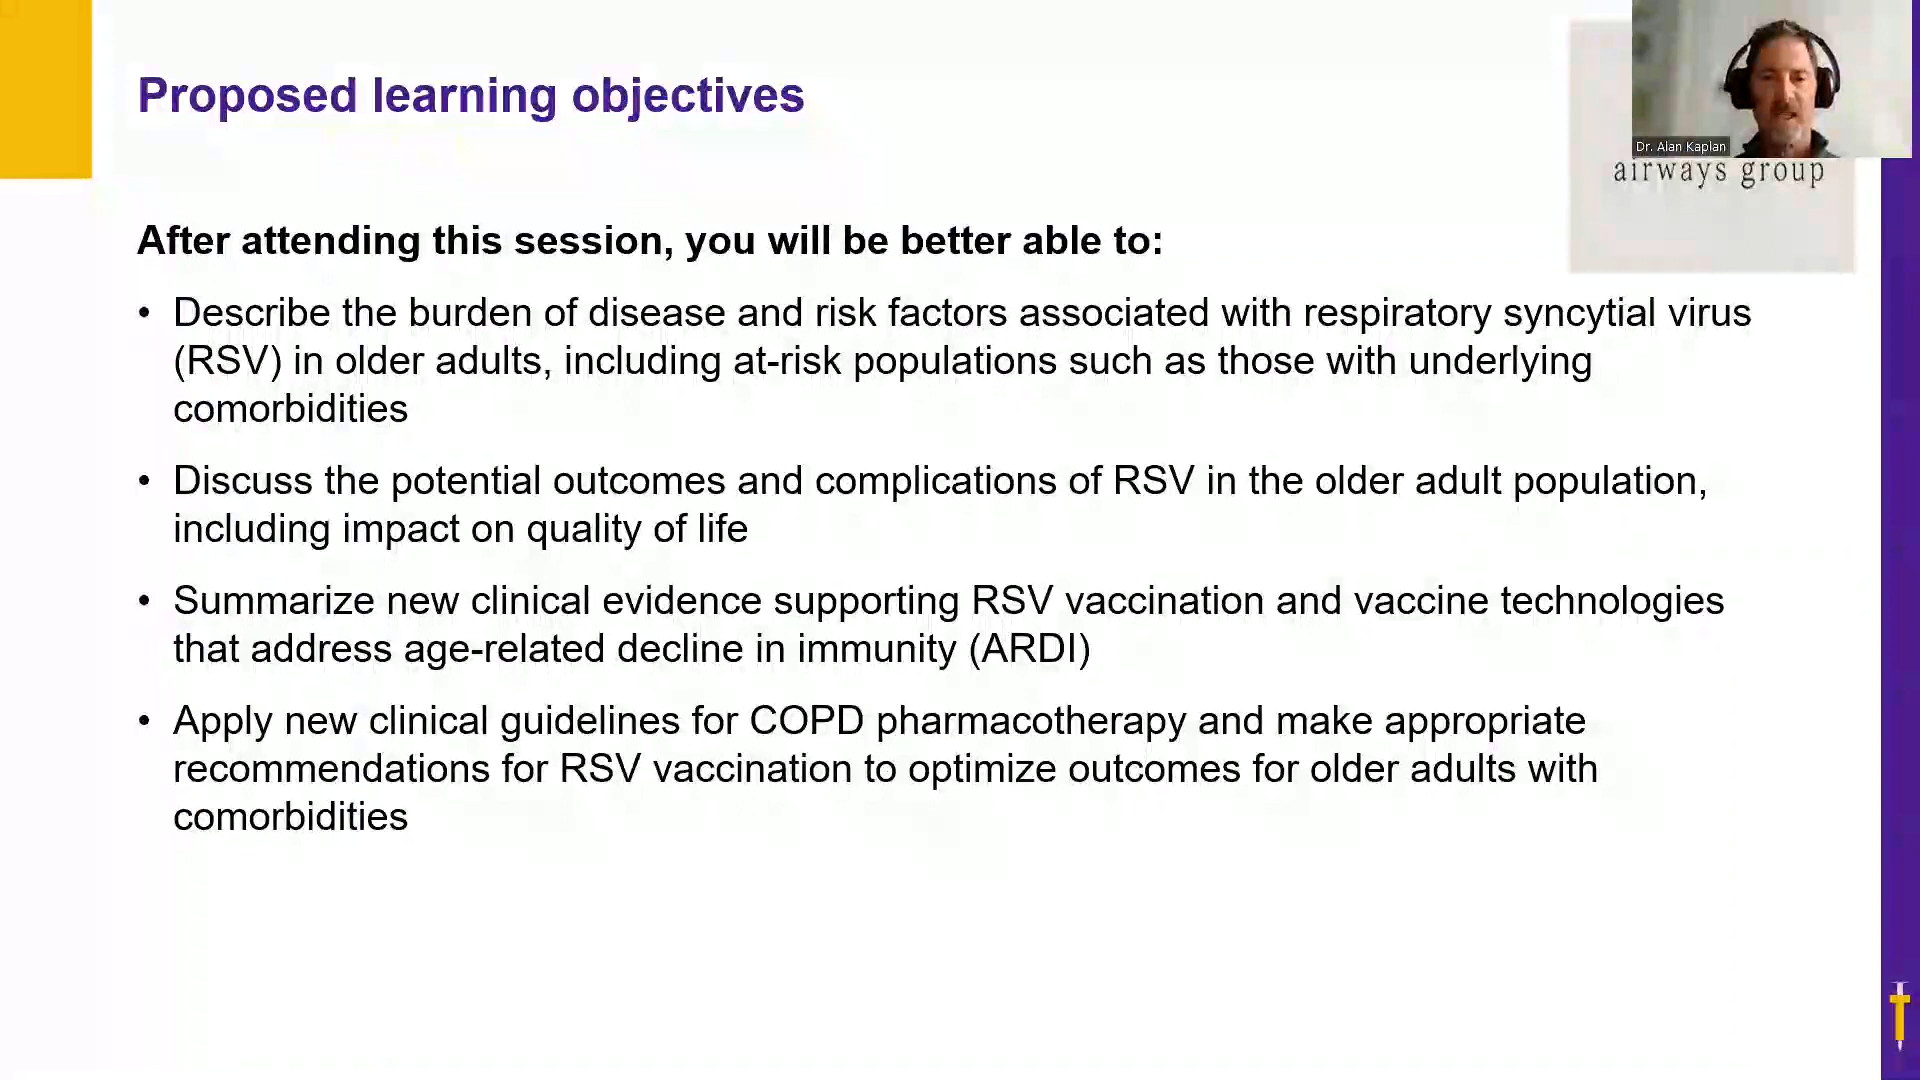 Proposed learning objectives
Dr. Alan Kaplan
airways group
After attending this session, you will be better able to:
• Describe the burden of disease and risk factors associated with respiratory syncytial virus
(RSV) in older adults, including at-risk populations such as those with underlying
comorbidities
• Discuss the potential outcomes and complications of RSV in the older adult population,
including impact on quality of life
• Summarize new clinical evidence supporting RSV vaccination and vaccine technologies
that address age-related decline in immunity (ARDI)
• Apply new clinical guidelines for COPD pharmacotherapy and make appropriate
recommendations for RSV vaccination to optimize outcomes for older adults with
comorbidities